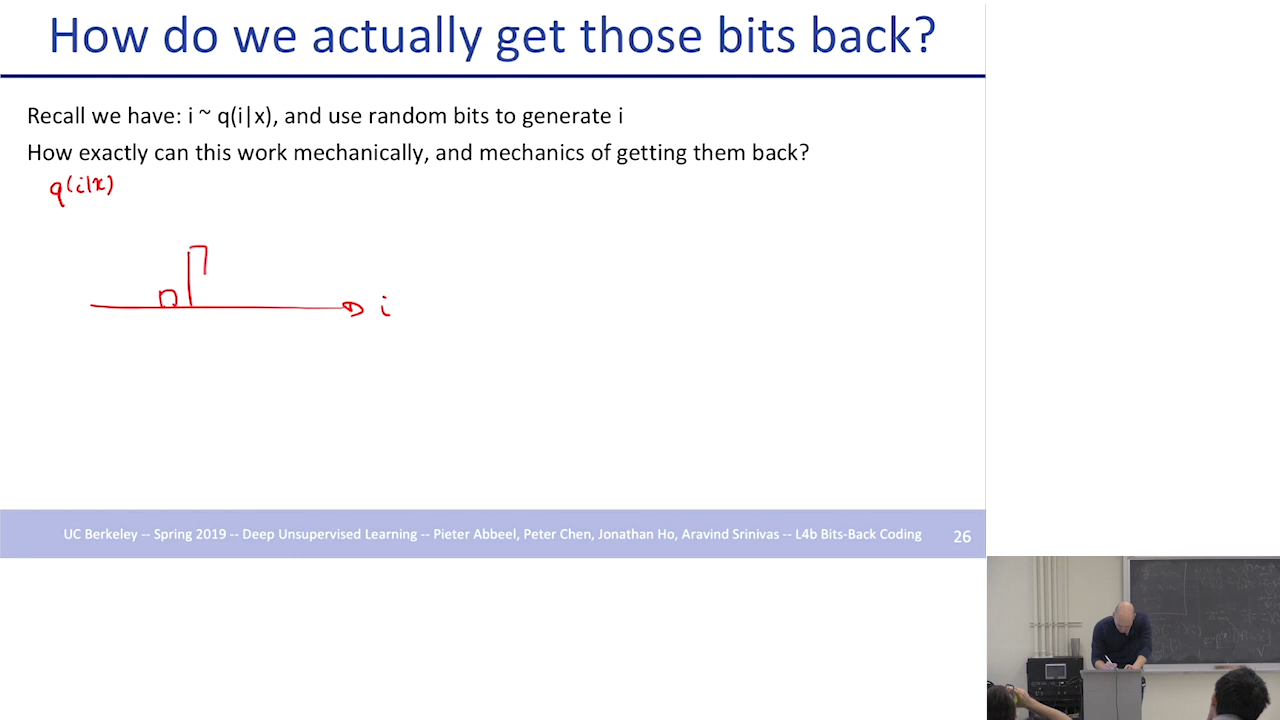 How do we actually get those bits back?
Recall we have: i ~ q(i|x), and use random bits to generate i
How exactly can this work mechanically, and mechanics of getting them back?
q(i|x)
i
UC Berkeley -- Spring 2019 -- Deep Unsupervised Learning -- Pieter Abbeel, Peter Chen, Jonathan Ho, Aravind Srinivas -- L4b Bits-Back Coding 26